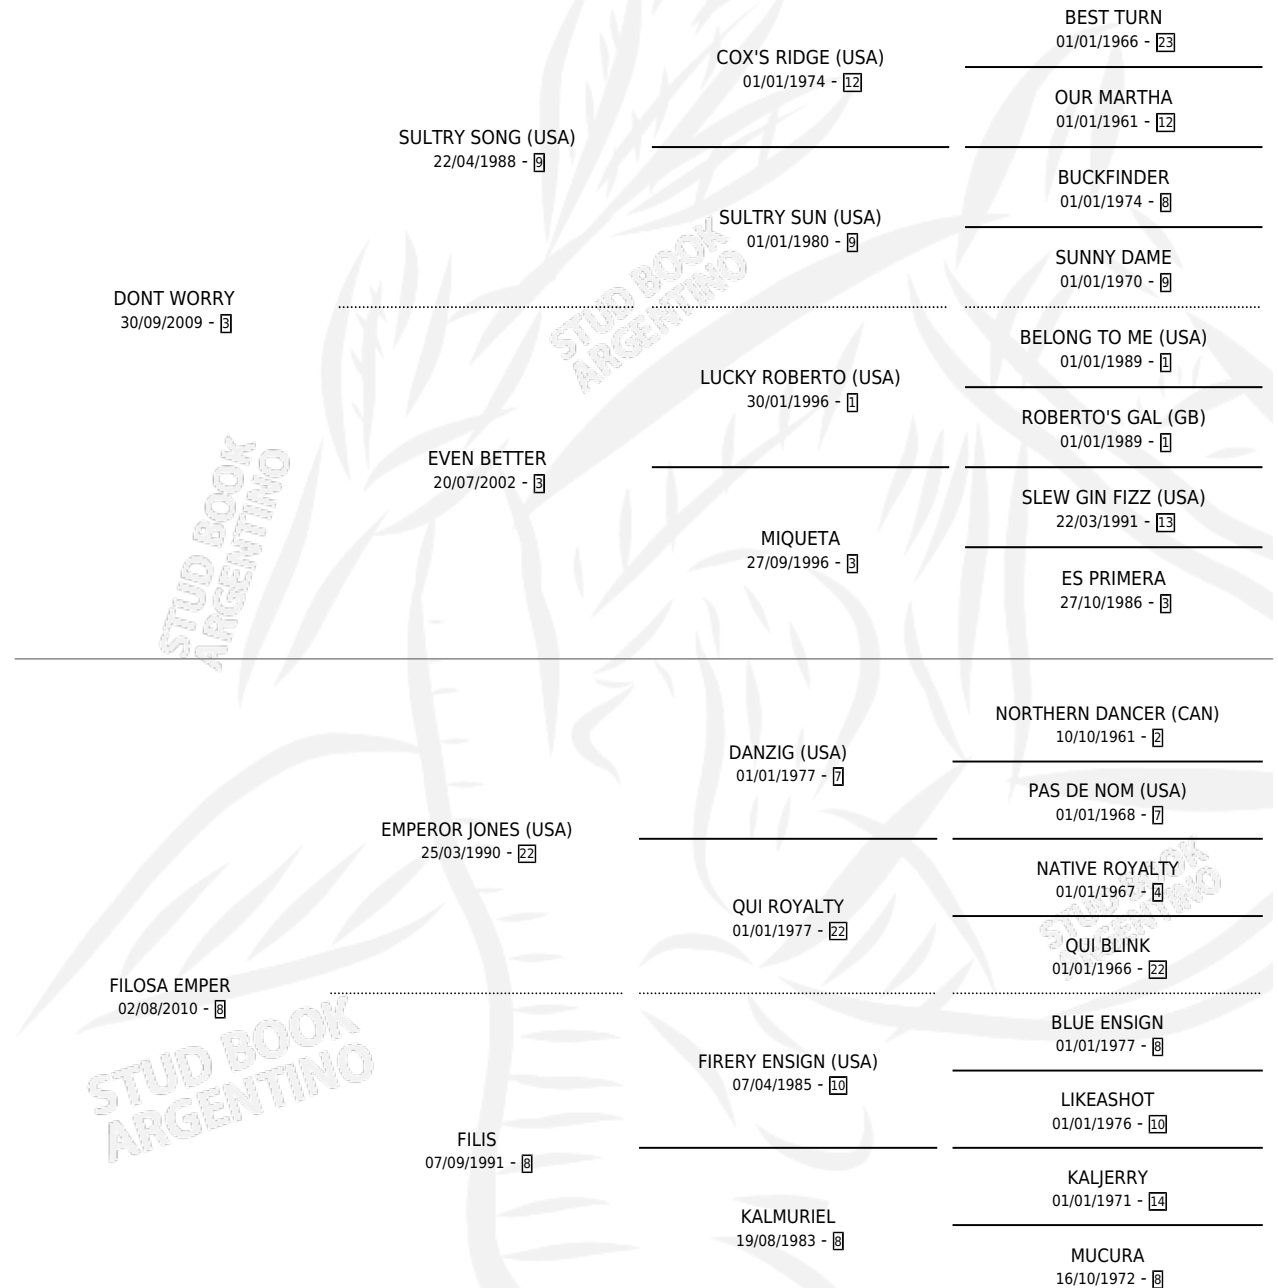 BEST TURN
01/01/1966 - 23
COX'S RIDGE (USA)
01/01/1974 - 12
OUR MARTHA
01/01/1961 - 12
SULTRY SONG (USA)
22/04/1988 - 9
BUCKFINDER
01/01/1974 - 8
SULTRY SUN (USA)
01/01/1980 - 9
SUNNY DAME
01/01/1970 - 9
DONT WORRY
30/09/2009 - 3
BELONG TO ME (USA)
01/01/1989 - 1
LUCKY ROBERTO (USA)
30/01/1996 - 1
ROBERTO'S GAL (GB)
01/01/1989 - 1
EVEN BETTER
20/07/2002 - 3
SLEW GIN FIZZ (USA)
22/03/1991 - 13
MIQUETA
27/09/1996 - 3
ES PRIMERA
27/10/1986 - 3
STUD BOOK
ARGENTINO
STUD BOOK
ARGENTINO
NORTHERN DANCER (CAN)
10/10/1961 - 2
DANZIG (USA)
01/01/1977 - 7
PAS DE NOM (USA)
01/01/1968 - 7
EMPEROR JONES (USA)
25/03/1990 - 22
NATIVE ROYALTY
01/01/1967 - 4
QUI ROYALTY
01/01/1977 - 22
QUI BLINK
01/01/1966 - 22
FILOSA EMPER
02/08/2010 - 8
BLUE ENSIGN
01/01/1977 - 8
FIRERY ENSIGN (USA)
07/04/1985 - 10
LIKEASHOT
01/01/1976 - 10
FILIS
07/09/1991 - 8
KALJERRY
01/01/1971 - 14
KALMURIEL
19/08/1983 - 8
MUCURA
16/10/1972 - 8
STUD BOOK
ARGENTINO
STUD BOOK
ARGENTINO